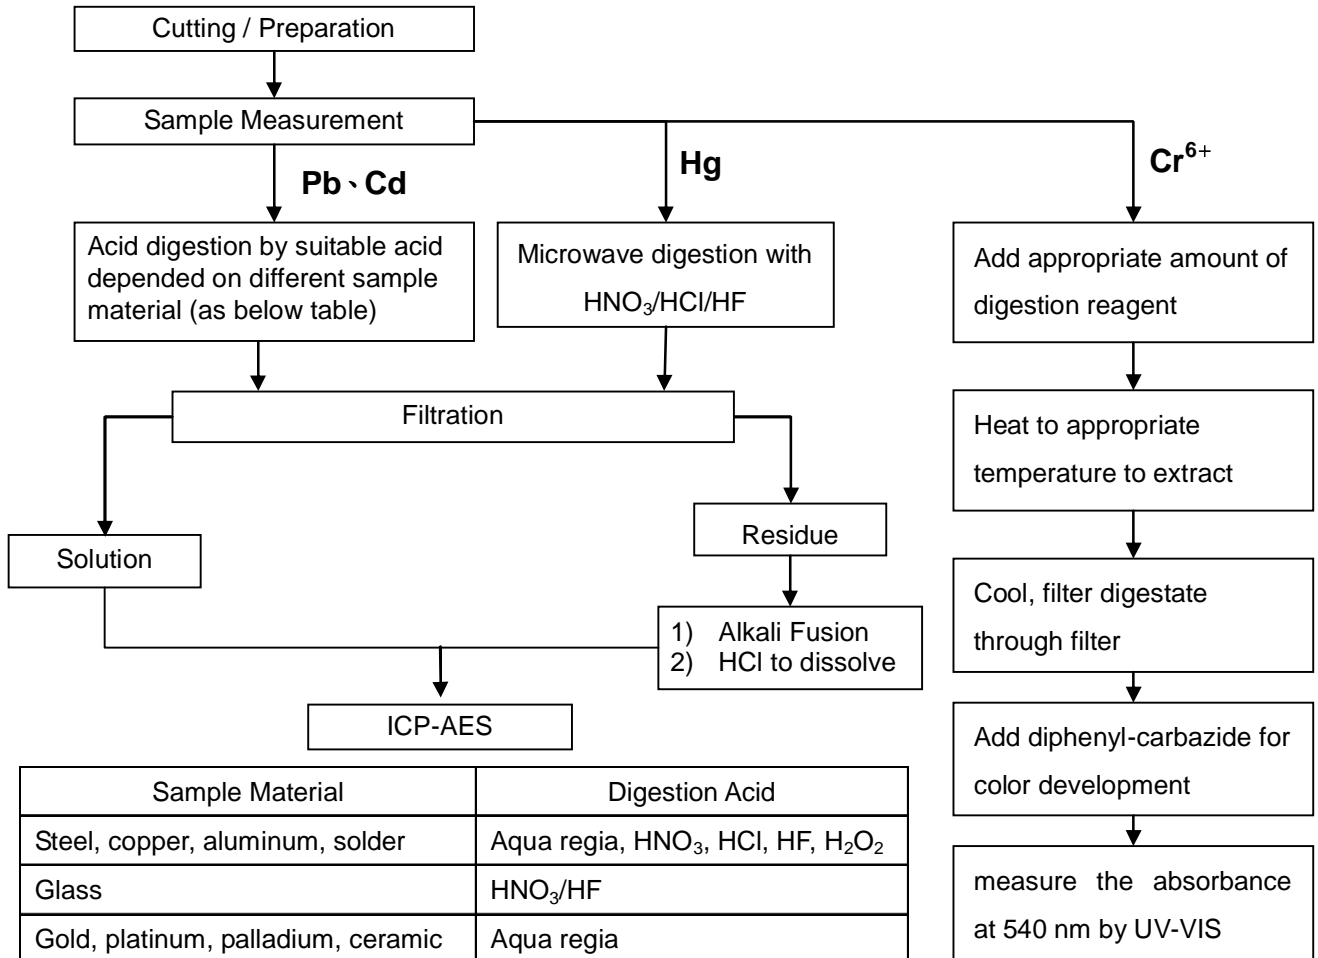 Cutting / Preparation
Sample Measurement
Pb、Cd
Hg
Cr⁶⁺
Acid digestion by suitable acid
depended on different sample
material (as below table)
Microwave digestion with
HNO₃/HCl/HF
Add appropriate amount of
digestion reagent
Filtration
Heat to appropriate
temperature to extract
Solution
Residue
1) Alkali Fusion
2) HCl to dissolve
Cool, filter digestate
through filter
ICP-AES
Add diphenyl-carbazide for
color development
Sample Material Digestion Acid
Steel, copper, aluminum, solder Aqua regia, HNO₃, HCl, HF, H₂O₂
Glass HNO₃/HF
Gold, platinum, palladium, ceramic Aqua regia
measure the absorbance
at 540 nm by UV-VIS